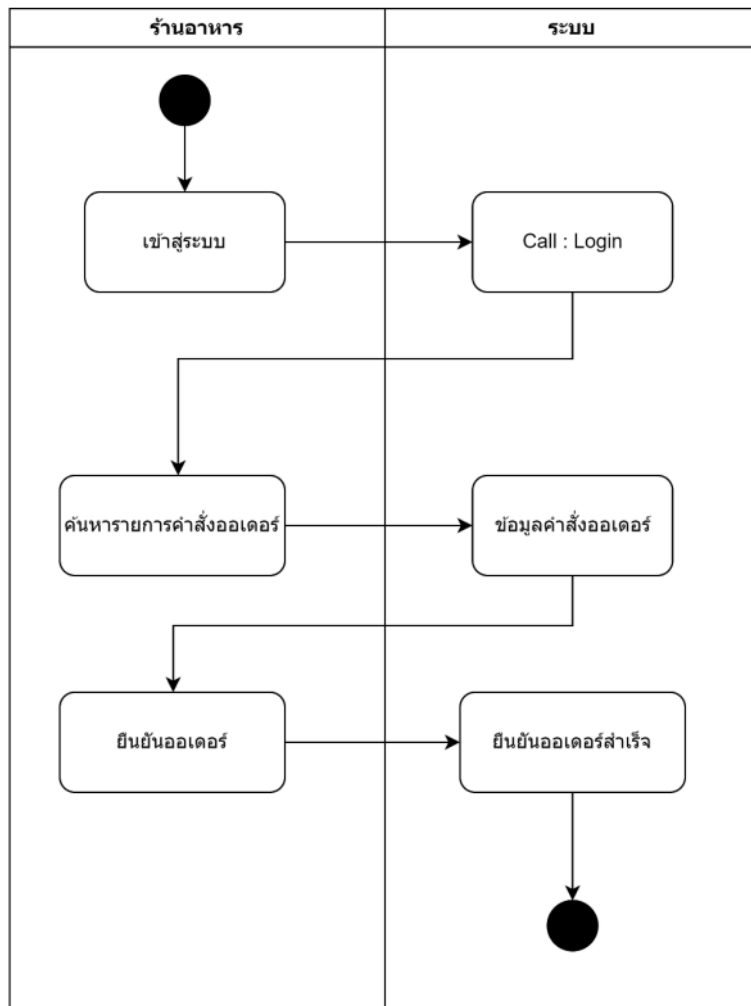 ร้านอาหาร
ระบบ
เข้าสู่ระบบ
Call : Login
ค้นหารายการคำสั่งออเดอร์
ข้อมูลคำสั่งออเดอร์
ยืนยันออเดอร์
ยืนยันออเดอร์สำเร็จ